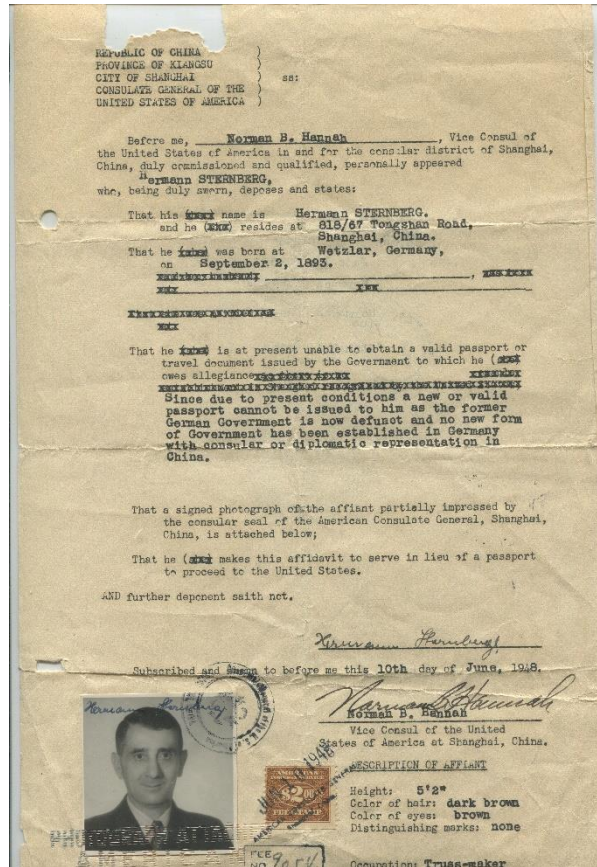 REPUBLIC OF CHINA )
PROVINCE OF KIANGSU )
CITY OF SHANGHAI ) ss:
CONSULATE GENERAL OF THE )
UNITED STATES OF AMERICA )
Before me, Norman B. Hannah, Vice Consul of
the United States of America in and for the consular district of Shanghai,
China, duly commissioned and qualified, personally appeared
Hermann STERNBERG,
who, being duly sworn, deposes and states:
That his name is Hermann STERNBERG.
and he resides at 818/67 Tongshan Road,
Shanghai, China.
That he was born at Wetzlar, Germany,
on September 2, 1893.
That he is at present unable to obtain a valid passport or
travel document issued by the Government to which he (
owes allegiance
Since due to present conditions a new or valid
passport cannot be issued to him as the former
German Government is now defunct and no new form
of Government has been established in Germany
with consular or diplomatic representation in
China.
That a signed photograph of the affiant partially impressed by
the consular seal of the American Consulate General, Shanghai,
China, is attached below;
That he ( makes this affidavit to serve in lieu of a passport
to proceed to the United States.
AND further deponent saith not.
Hermann Sternberg
Subscribed and sworn to before me this 10th day of June, 1948.
Hermann Sternberg
Norman B. Hannah
Norman B. Hannah
Vice Consul of the United
States of America at Shanghai, China.
DESCRIPTION OF AFFIANT
JUN 1948
AMERICAN
$2.00
FEE STAMP
Height: 5'2"
Color of hair: dark brown
Color of eyes: brown
Distinguishing marks: none
FEE
NO.
Occupation: Truss-maker